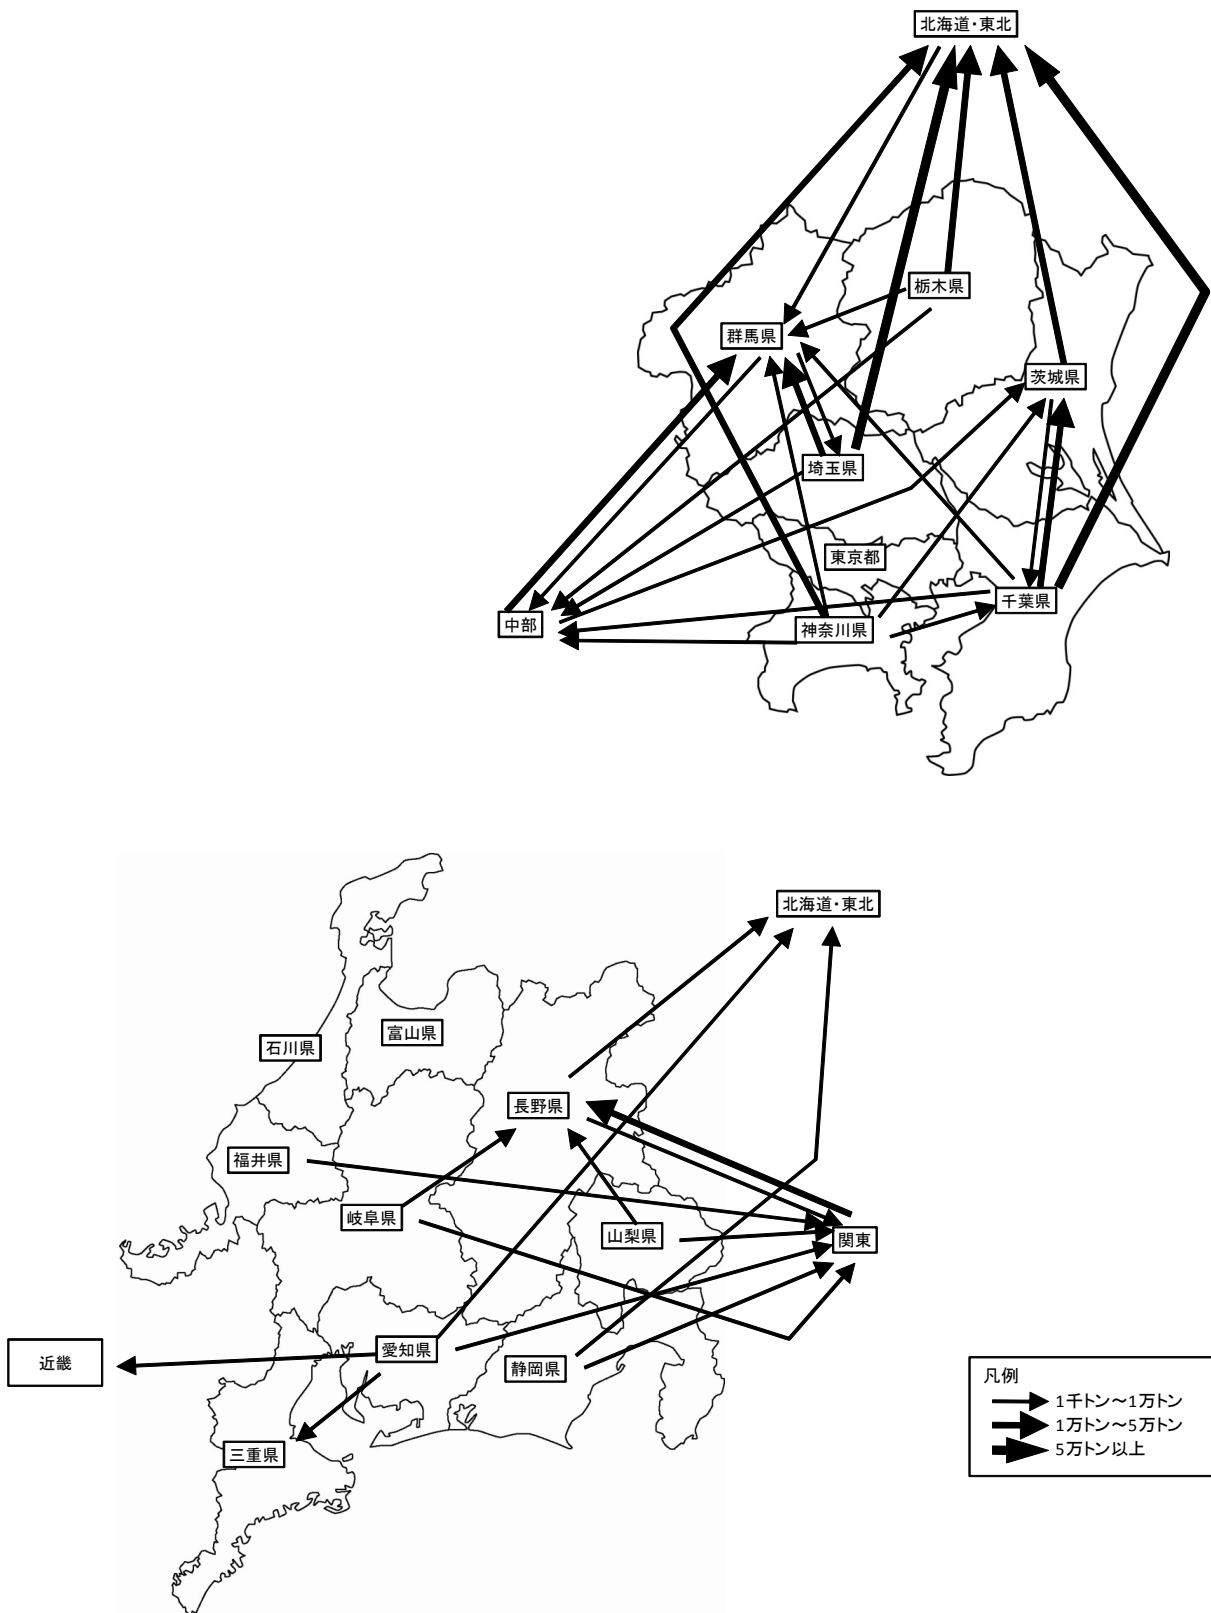 北海道・東北
栃木県
群馬県
茨城県
埼玉県
東京都
千葉県
中部
神奈川県
北海道・東北
富山県
石川県
長野県
福井県
岐阜県
山梨県
関東
愛知県
近畿
静岡県
三重県
凡例
1千トン～1万トン
1万トン～5万トン
5万トン以上